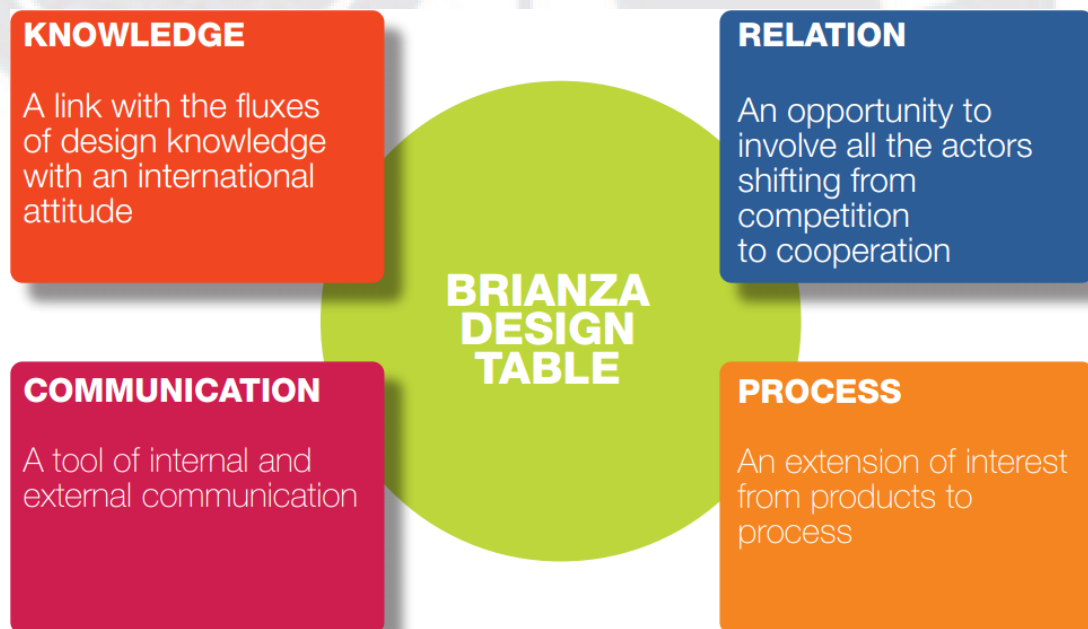 KNOWLEDGE
A link with the fluxes
of design knowledge
with an international
attitude
RELATION
An opportunity to
involve all the actors
shifting from
competition
to cooperation
BRIANZA
DESIGN
TABLE
COMMUNICATION
A tool of internal and
external communication
PROCESS
An extension of interest
from products to
process